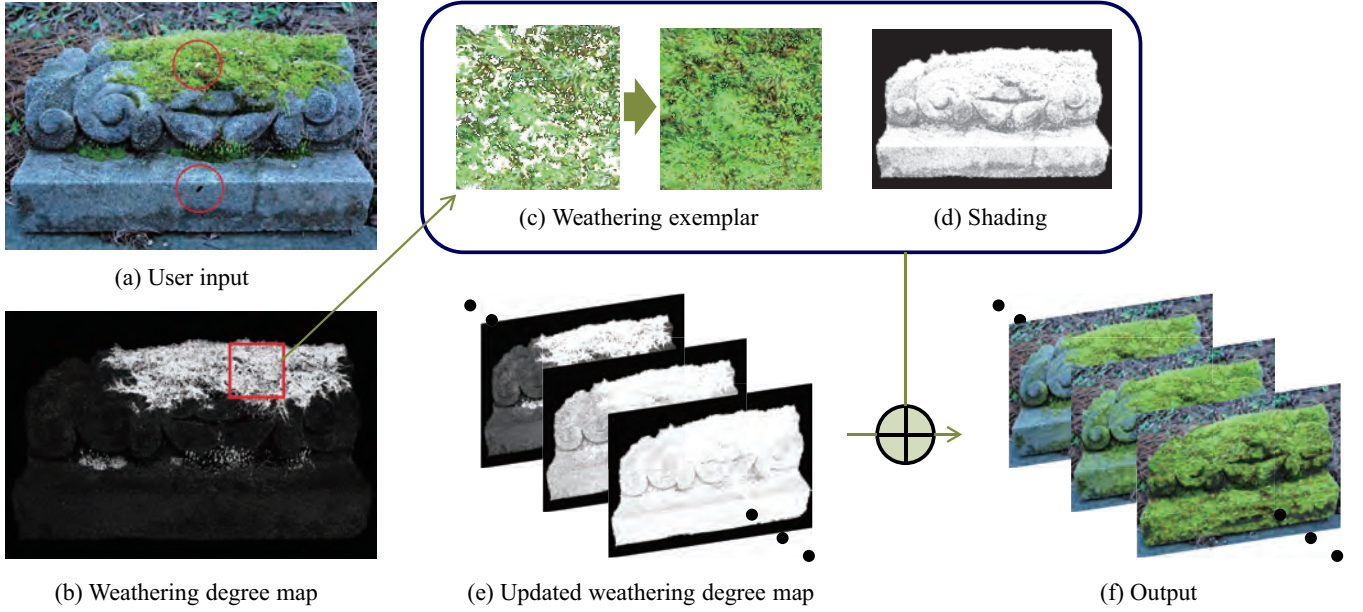 (a) User input
(b) Weathering degree map
(c) Weathering exemplar
(d) Shading
(e) Updated weathering degree map
(f) Output